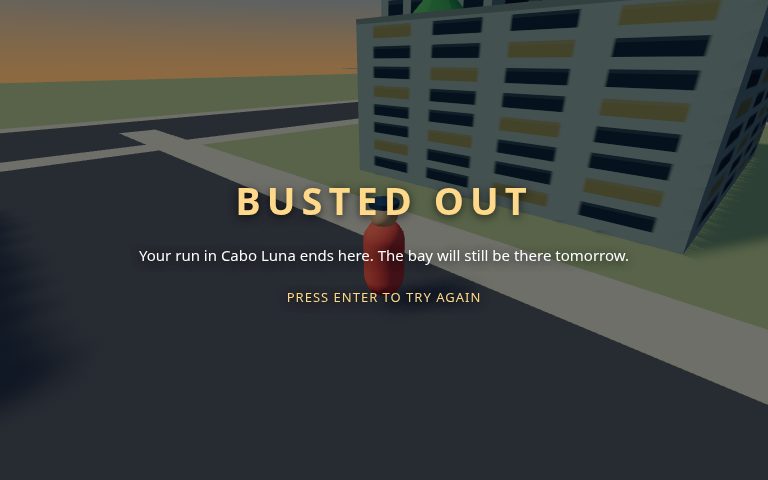 BUSTED OUT
Your run in Cabo Luna ends here. The bay will still be there tomorrow.
PRESS ENTER TO TRY AGAIN